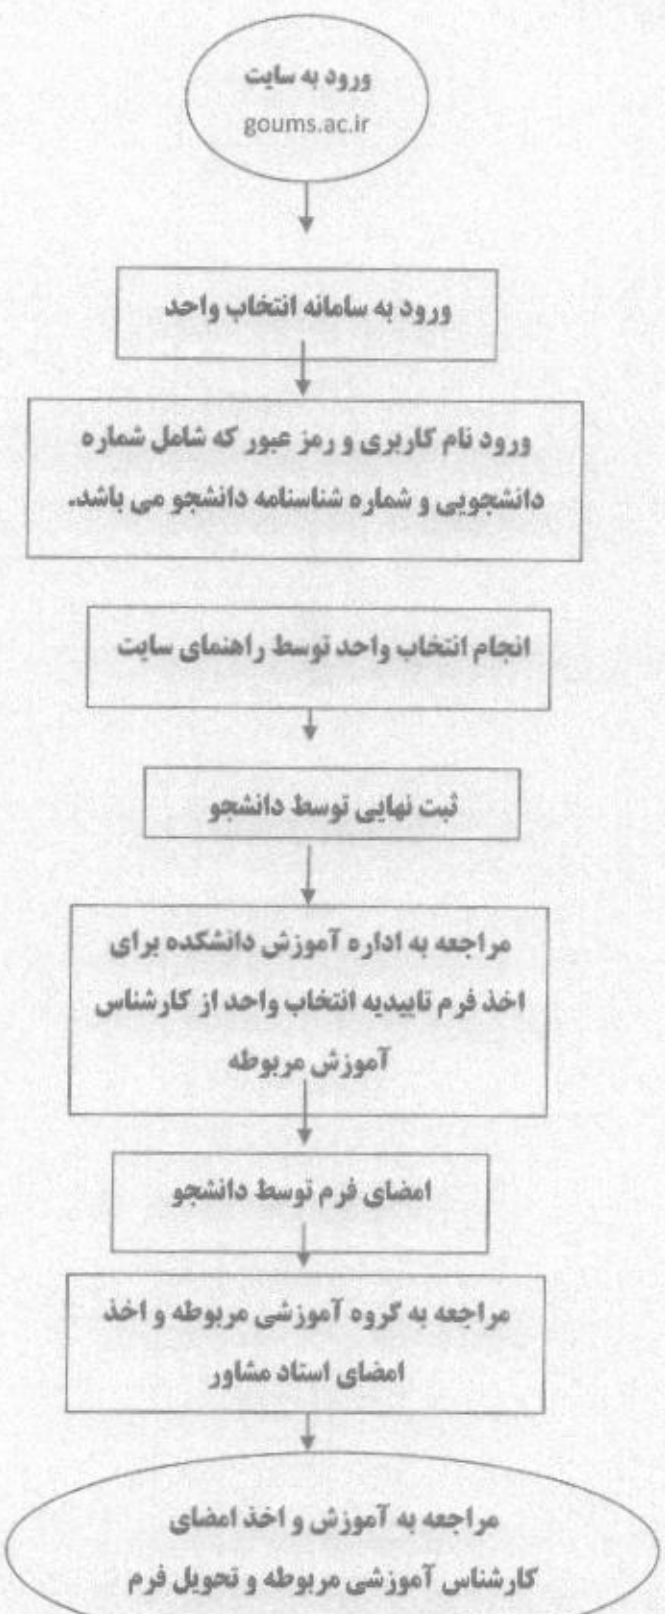 ورود به سایت
goums.ac.ir
ورود به سامانه انتخاب واحد
ورود نام کاربری و رمز عبور که شامل شماره
دانشجویی و شماره شناسنامه دانشجو می باشد.
انجام انتخاب واحد توسط راهنمای سایت
ثبت نهایی توسط دانشجو
مراجعه به اداره آموزش دانشکده برای
اخذ فرم تاییدیه انتخاب واحد از کارشناس
آموزش مربوطه
امضای فرم توسط دانشجو
مراجعه به گروه آموزشی مربوطه و اخذ
امضای استاد مشاور
مراجعه به آموزش و اخذ امضای
کارشناس آموزشی مربوطه و تحویل فرم